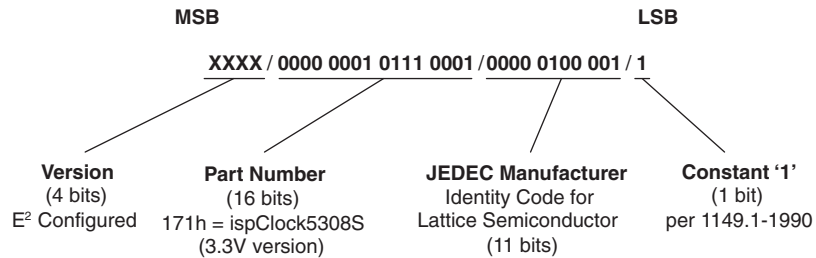 MSB LSB
XXXX / 0000 0001 0111 0001 / 0000 0100 001 / 1
Version
(4 bits)
E² Configured
Part Number
(16 bits)
171h = ispClock5308S
(3.3V version)
JEDEC Manufacturer
Identity Code for
Lattice Semiconductor
(11 bits)
Constant ‘1’
(1 bit)
per 1149.1-1990